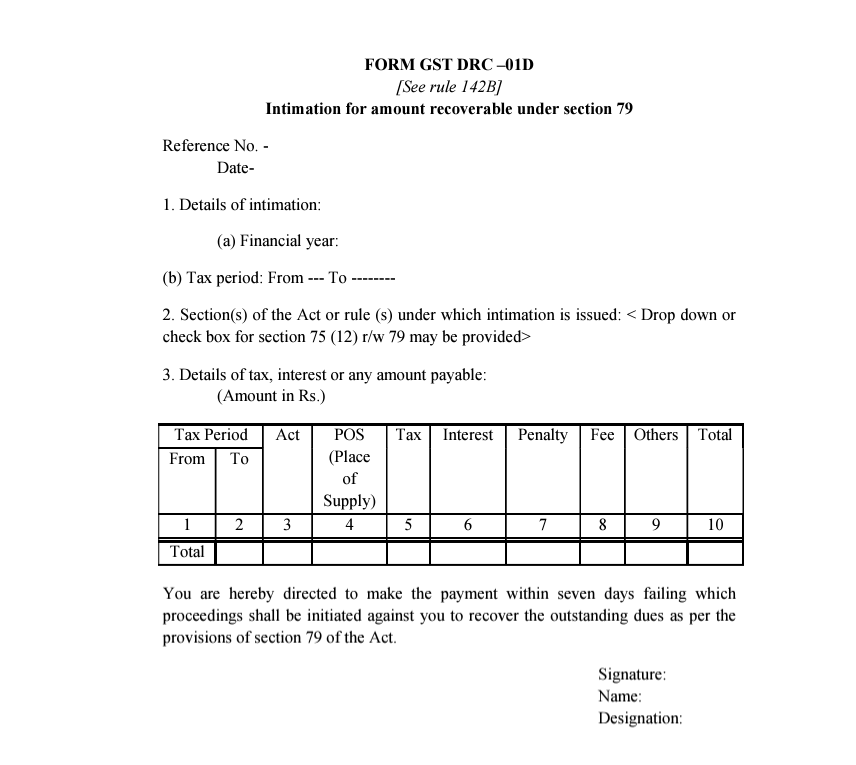 FORM GST DRC –01D
[See rule 142B]
Intimation for amount recoverable under section 79
Reference No. -
Date-
1. Details of intimation:
(a) Financial year:
(b) Tax period: From --- To --------
2. Section(s) of the Act or rule (s) under which intimation is issued: < Drop down or
check box for section 75 (12) r/w 79 may be provided>
3. Details of tax, interest or any amount payable:
(Amount in Rs.)
Tax Period Act POS Tax Interest Penalty Fee Others Total
From To (Place
of
Supply)
1 2 3 4 5 6 7 8 9 10
Total
You are hereby directed to make the payment within seven days failing which
proceedings shall be initiated against you to recover the outstanding dues as per the
provisions of section 79 of the Act.
Signature:
Name:
Designation: